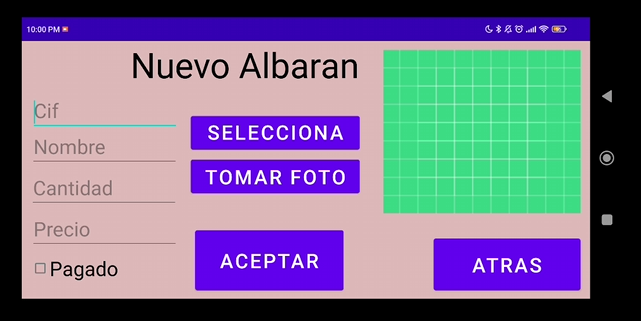 10:00 PM
Nuevo Albaran
Cif
Nombre
Cantidad
Precio
Pagado
SELECCIONA
TOMAR FOTO
ACEPTAR
ATRAS